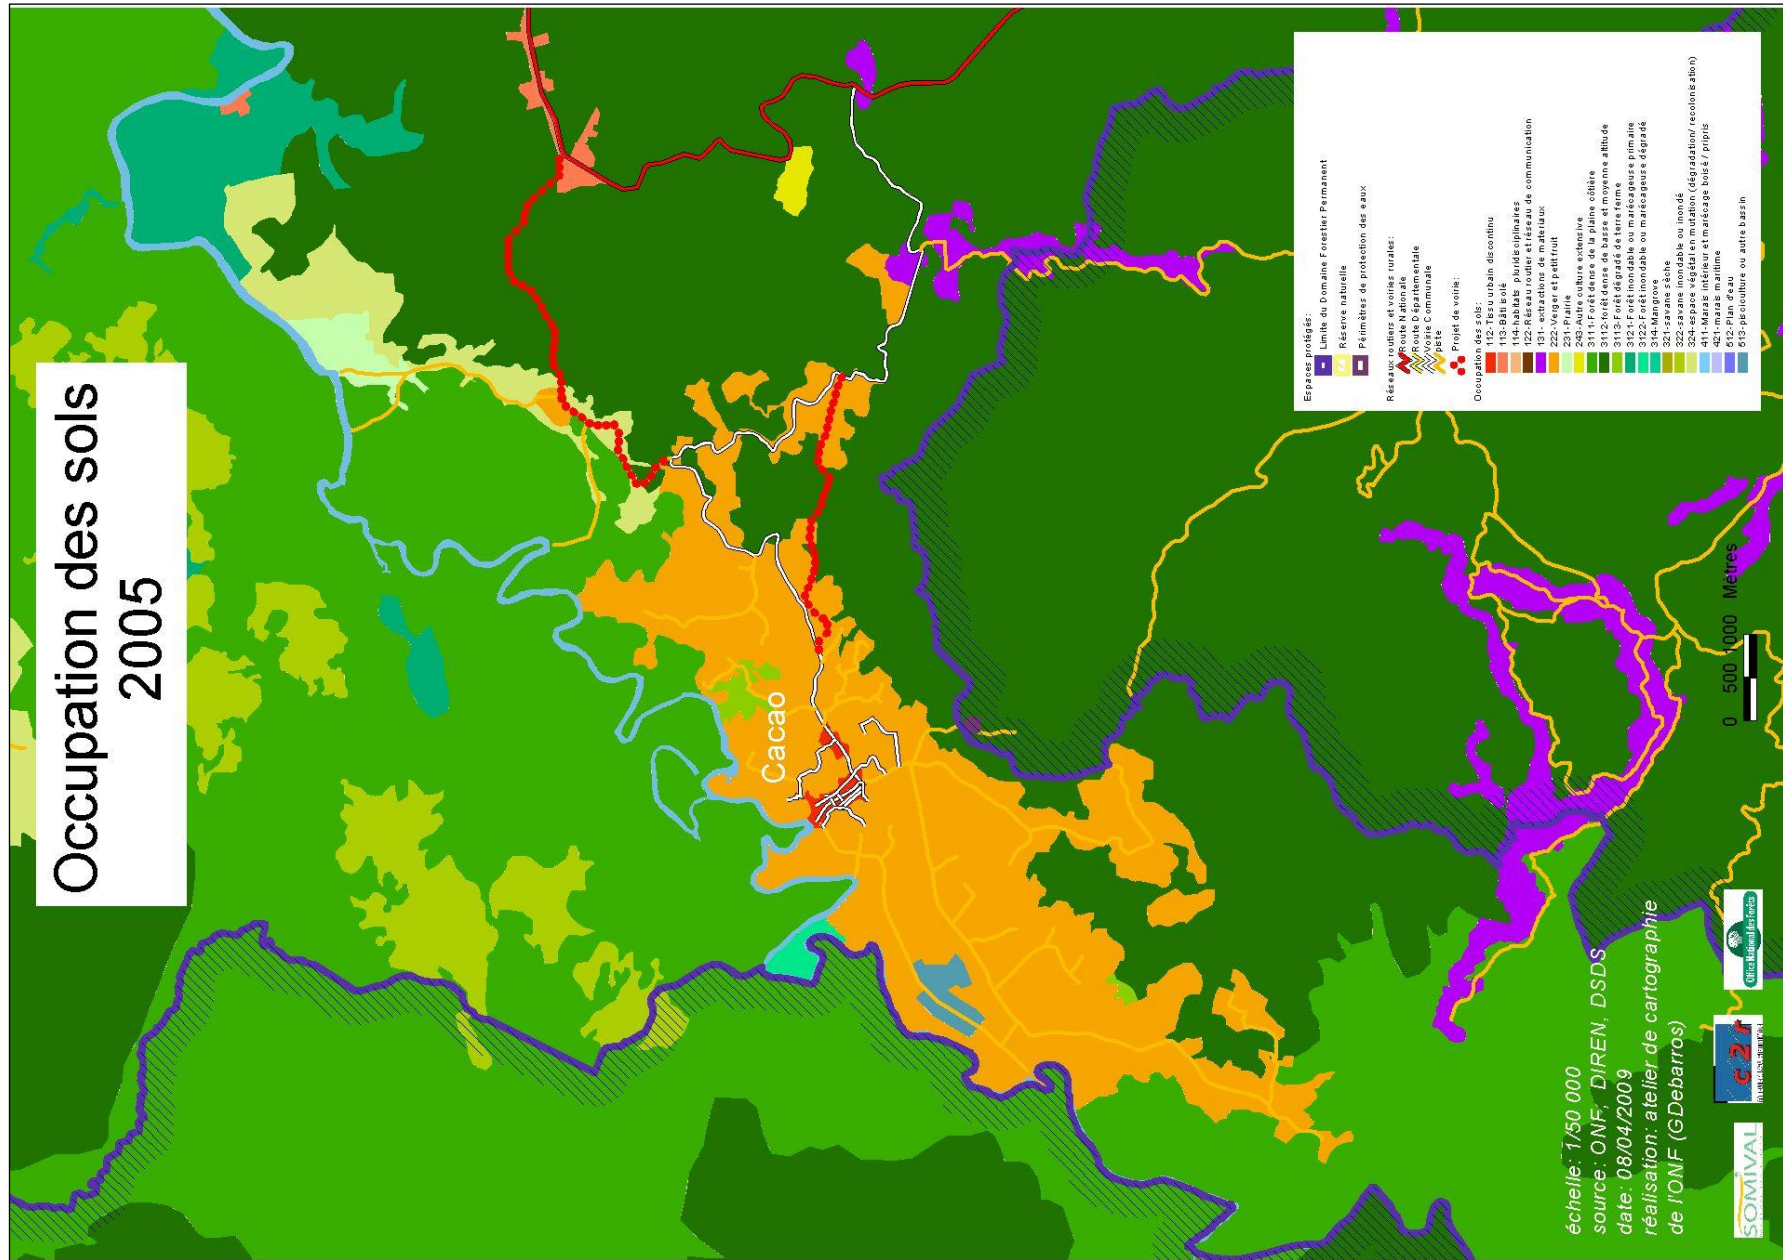 Occupation des sols
2005
Cacao
Espaces protégés:
Limite du Domaine Forestier Permanent
Réserve naturelle
Périmètres de protection des eaux
Réseaux routiers et voiries rurales:
Route Nationale
Route Départementale
Voirie Communale
piste
Projet de voirie:
Occupation des sols:
112-Tissu urbain discontinu
113-Bâti isolé
114-habitats pluridisciplinaires
122-Réseau routier et réseau de communication
131- extractions de matériaux
222-Verger et petit fruit
231-Prairie
243-Autre culture extensive
3111-Forêt dense de la plaine côtière
3112-forêt dense de basse et moyenne altitude
3113-Forêt dégradé de terre ferme
3121-Forêt inondable ou marécageuse primaire
3122-Forêt inondable ou marécageuse dégradé
314-Mangrove
321-savane sèche
322-savane inondable ou inondé
324-espace végétal en mutation (dégradation/ recolonisation)
411-Marais intérieur et marécage boisé / pripris
421-marais maritime
512-Plan d'eau
513-pisciculture ou autre bassin
0 500 1000 Mètres
échelle: 1/50 000
source: ONF, DIREN, DSDS
date: 08/04/2009
réalisation: atelier de cartographie
de l'ONF (GDebarros)
SOMIVAL
c2r
Office National des Forêts